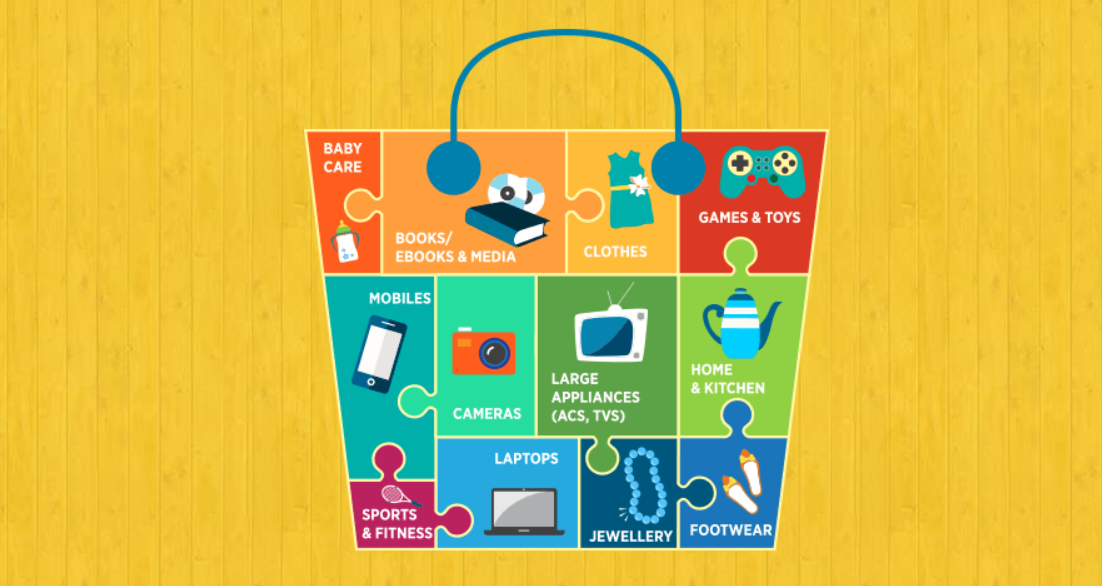 BABY
CARE
BOOKS/
EBOOKS & MEDIA
CLOTHES
GAMES & TOYS
MOBILES
CAMERAS
LARGE
APPLIANCES
(ACS, TVS)
HOME
& KITCHEN
SPORTS
& FITNESS
LAPTOPS
JEWELLERY
FOOTWEAR